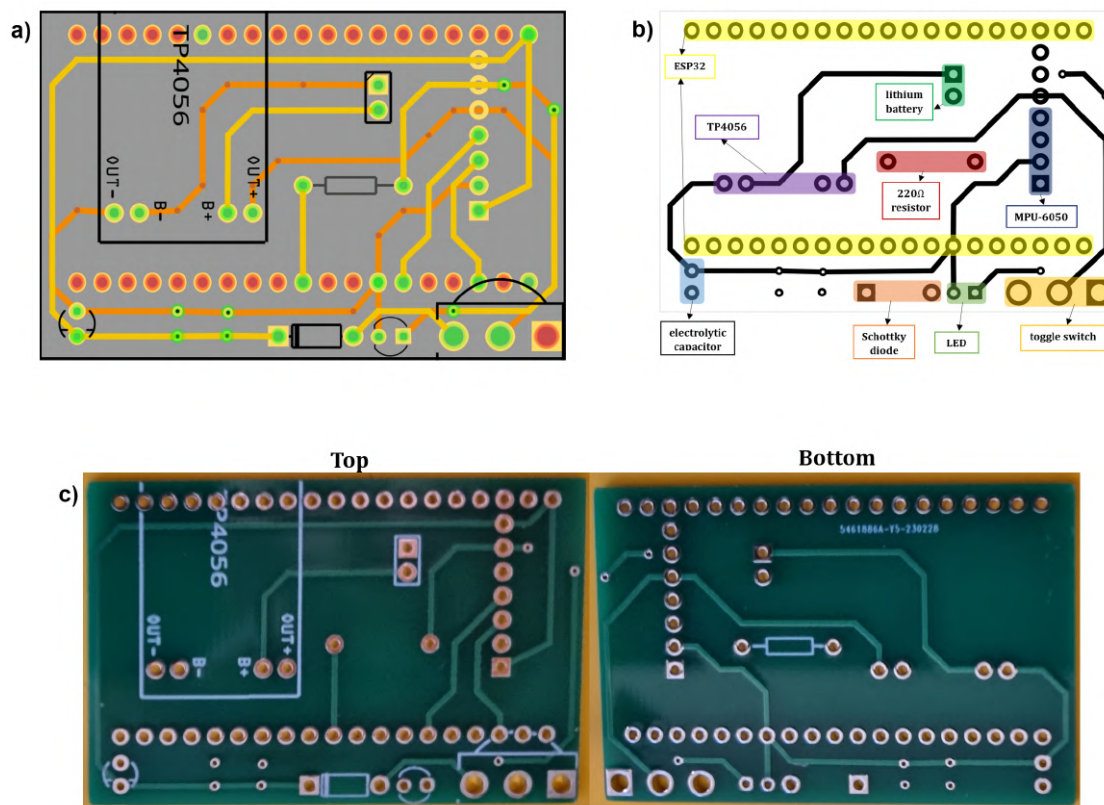 a)
TP4056
OUT-
B-
B+
OUT+
b)
ESP32
lithium
battery
TP4056
220Ω
resistor
MPU-6050
electrolytic
capacitor
Schottky
diode
LED
toggle switch
c)
Top
Bottom
TP4056
OUT-
B-
B+
OUT+
5461886A-Y5-230228